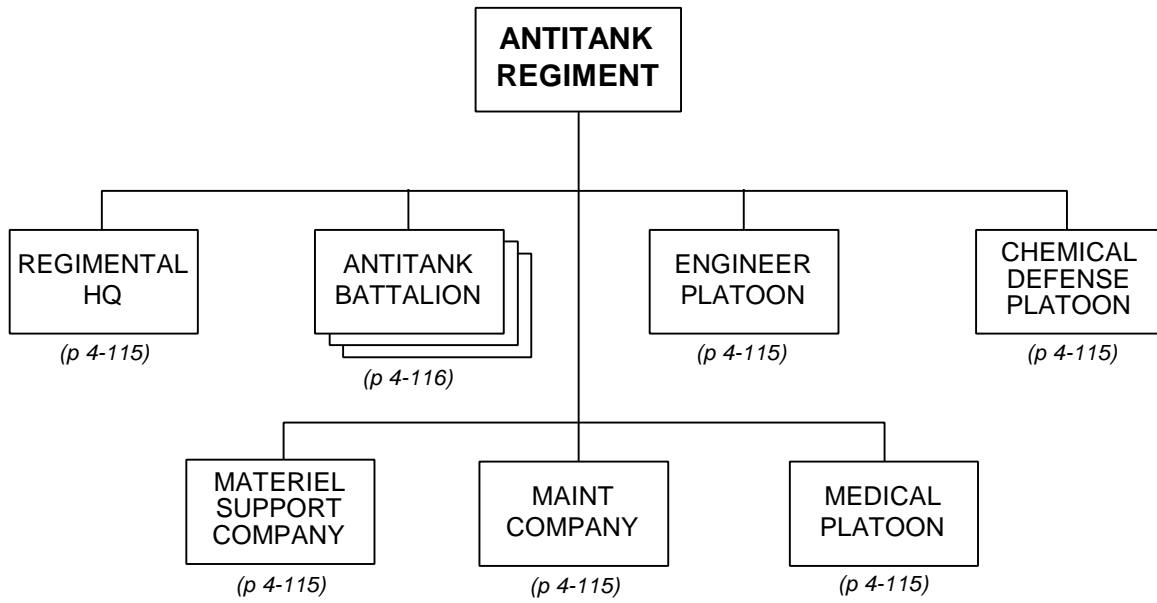 ANTITANK
REGIMENT
REGIMENTAL
HQ
(p 4-115)
ANTITANK
BATTALION
(p 4-116)
ENGINEER
PLATOON
(p 4-115)
CHEMICAL
DEFENSE
PLATOON
(p 4-115)
MATERIEL
SUPPORT
COMPANY
(p 4-115)
MAINT
COMPANY
(p 4-115)
MEDICAL
PLATOON
(p 4-115)